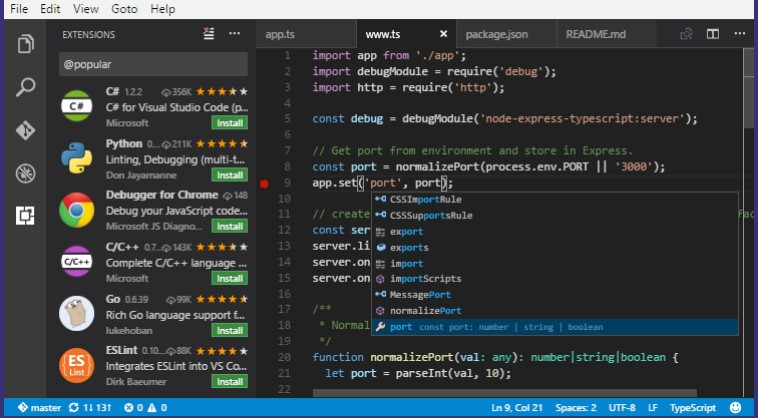 File Edit View Goto Help
EXTENSIONS
@popular
C# 1.2.2 356K
C# for Visual Studio Code (p...
Microsoft Install
Python 0... 211K
Linting, Debugging (multi-t...
Don Jayamanne Install
Debugger for Chrome 148
Debug your JavaScript code...
Microsoft JS Diagno... Install
C/C++ 0.7... 143K
Complete C/C++ language ...
Microsoft Install
Go 0.6.39 99K
Rich Go language support f...
lukehoban Install
ESLint 0.10... 88K
Integrates ESLint into VS Co...
Dirk Baeumer Install
C#
C/C++
ES
Lint
app.ts www.ts package.json README.md
1 import app from './app';
2 import debugModule = require('debug');
3 import http = require('http');
4
5 const debug = debugModule('node-express-typescript:server');
6
7 // Get port from environment and store in Express.
8 const port = normalizePort(process.env.PORT || '3000');
9 app.set('port', port);
10
11 // create
12 const ser
13 server.li
14 server.on
15 server.on
16
17 /**
18 * Normal
19 */
20 function normalizePort(val: any): number|string|boolean {
21 let port = parseInt(val, 10);
22
CSSImportRule
CSSSupportsRule
export
exports
import
importScripts
MessagePort
normalizePort
port const port: number | string | boolean
master 1↓ 13↑ 0 0 Ln 9, Col 21 Spaces: 2 UTF-8 LF TypeScript